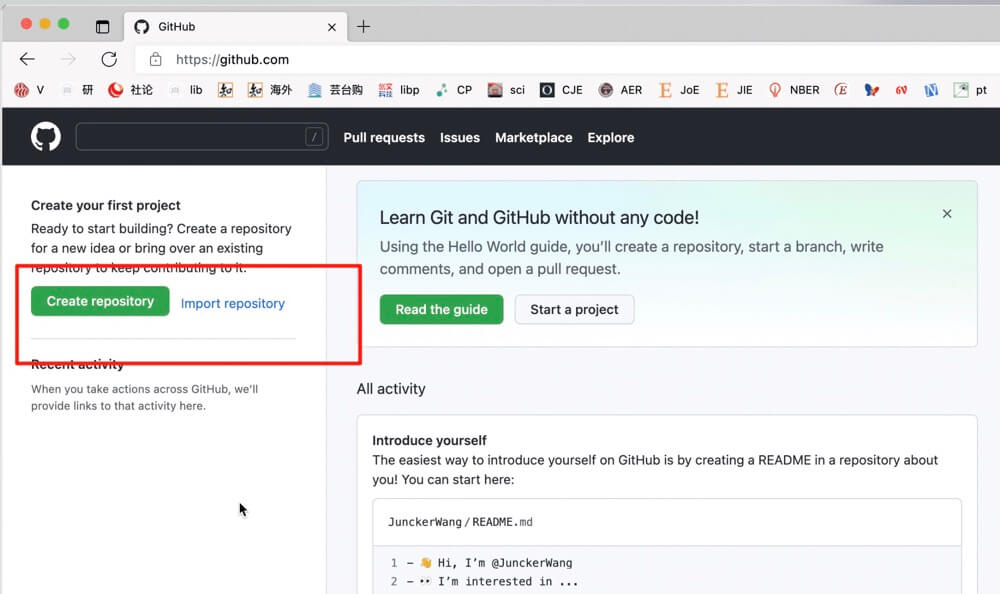 GitHub
https://github.com
V 研 社论 lib 海外 芸台购 libp CP sci CJE AER JoE JIE NBER pt
/ Pull requests Issues Marketplace Explore
Create your first project
Ready to start building? Create a repository
for a new idea or bring over an existing
repository to keep contributing to it.
Create repository Import repository
Recent activity
When you take actions across GitHub, we'll
provide links to that activity here.
Learn Git and GitHub without any code!
Using the Hello World guide, you'll create a repository, start a branch, write
comments, and open a pull request.
Read the guide Start a project
All activity
Introduce yourself
The easiest way to introduce yourself on GitHub is by creating a README in a repository about
you! You can start here:
JunckerWang/README.md
1 - 👋 Hi, I'm @JunckerWang
2 - 👀 I'm interested in ...